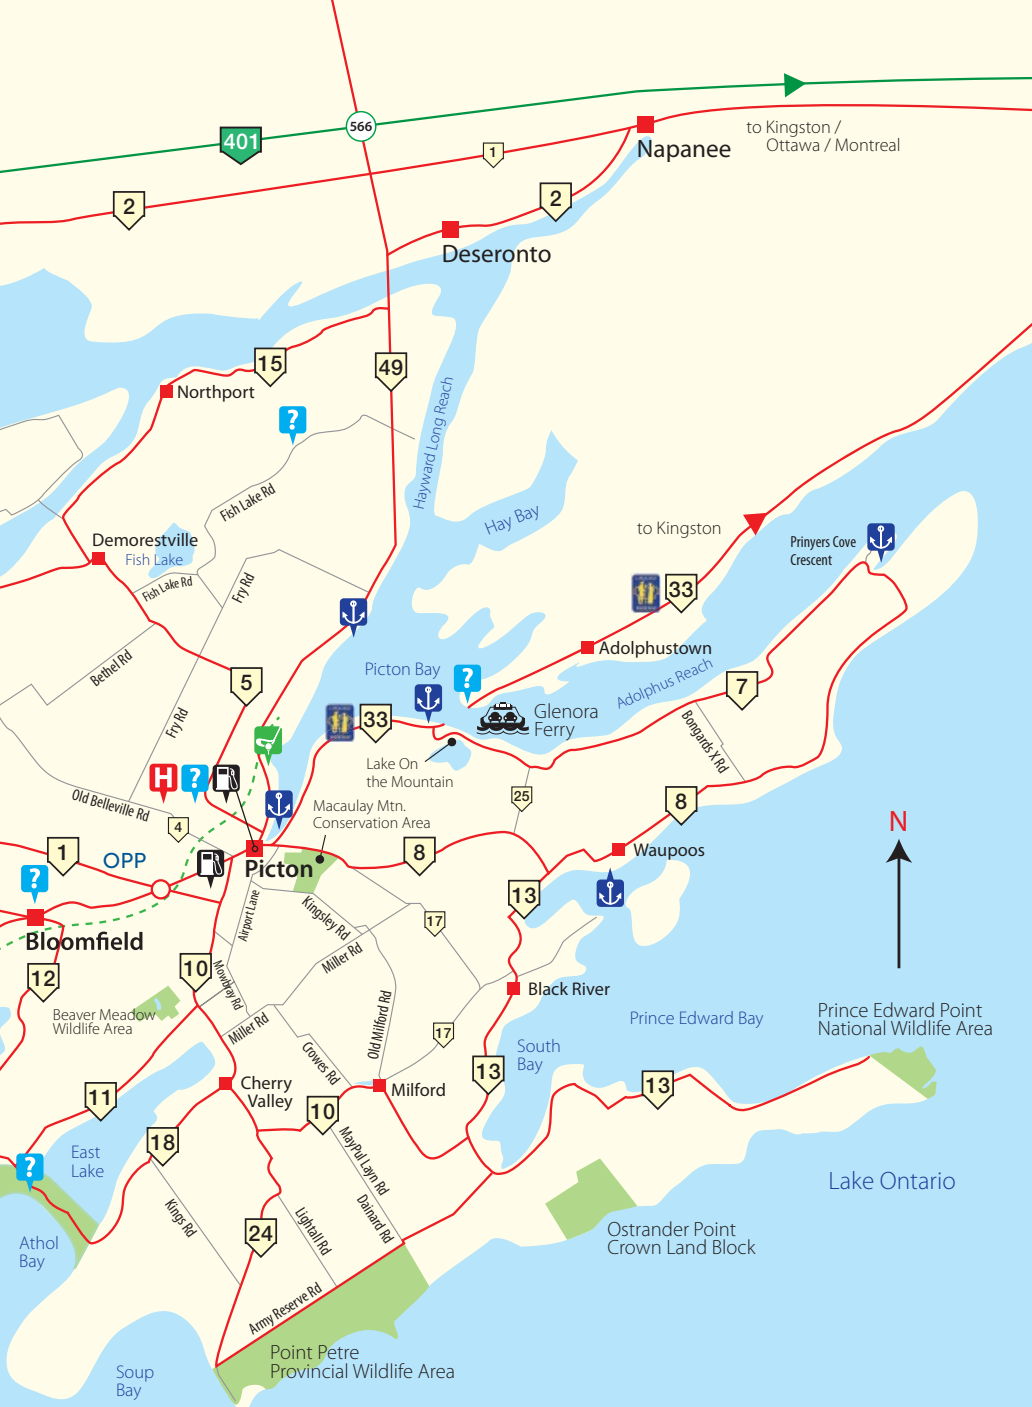 401
566
1
2
Napanee
to Kingston /
Ottawa / Montreal
2
Deseronto
15
49
Northport
?
Hayward Long Reach
Fish Lake Rd
Hay Bay
to Kingston
Prinyers Cove
Crescent
Demorestville
Fish Lake
Fish Lake Rd
Fry Rd
33
Adolphustown
Bethel Rd
Picton Bay
?
Adolphus Reach
5
7
Fry Rd
33
Glenora
Ferry
Bongards X Rd
Lake On
the Mountain
H
?
25
8
Old Belleville Rd
4
Macaulay Mtn.
Conservation Area
N
1
OPP
8
Waupoos
Picton
?
13
Airport Lane
Kingsley Rd
17
Bloomfield
Miller Rd
12
10
Mowbray Rd
Black River
Beaver Meadow
Wildlife Area
Miller Rd
Old Milford Rd
17
Prince Edward Bay
Prince Edward Point
National Wildlife Area
Crowes Rd
South
Bay
13
13
Cherry
Valley
Milford
11
10
18
East
Lake
?
MayPul Layn Rd
Lake Ontario
Kings Rd
Lightall Rd
Dainard Rd
24
Athol
Bay
Ostrander Point
Crown Land Block
Army Reserve Rd
Point Petre
Provincial Wildlife Area
Soup
Bay